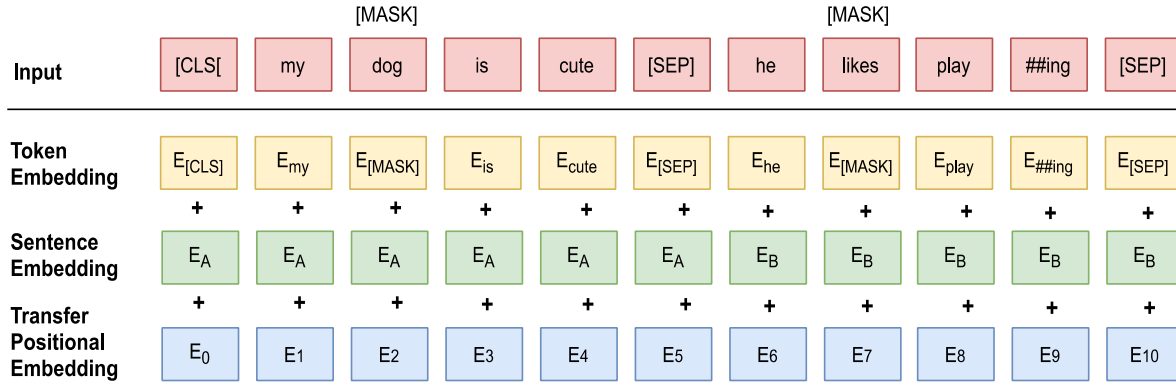 [MASK] [MASK]
Input [CLS[ my dog is cute [SEP] he likes play ##ing [SEP]
Token Embedding E[CLS] Emy E[MASK] Eis Ecute E[SEP] Ehe E[MASK] Eplay E##ing E[SEP]
+ + + + + + + + + + +
Sentence Embedding EA EA EA EA EA EA EB EB EB EB EB
+ + + + + + + + + + +
Transfer Positional Embedding E0 E1 E2 E3 E4 E5 E6 E7 E8 E9 E10